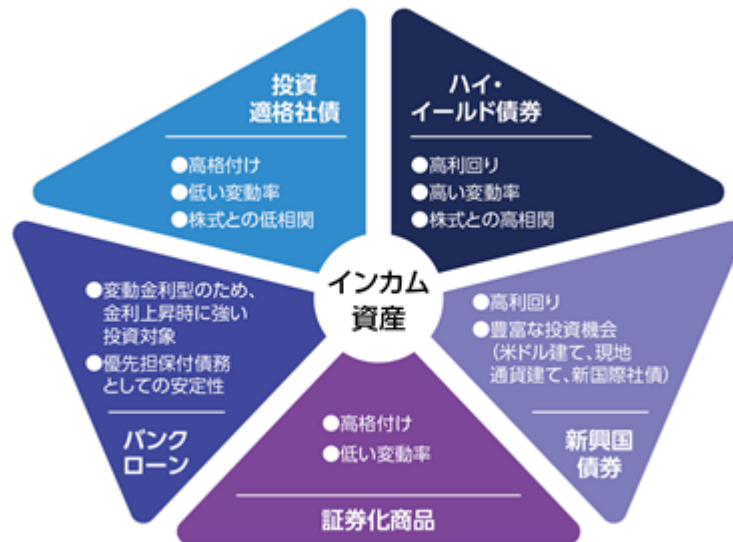 投資
適格社債
●高格付け
●低い変動率
●株式との低相関
ハイ・
イールド債券
●高利回り
●高い変動率
●株式との高相関
インカム
資産
●変動金利型のため、
金利上昇時に強い
投資対象
●優先担保付債務
としての安定性
バンク
ローン
●高利回り
●豊富な投資機会
(米ドル建て、現地
通貨建て、新国際社債)
新興国
債券
●高格付け
●低い変動率
証券化商品